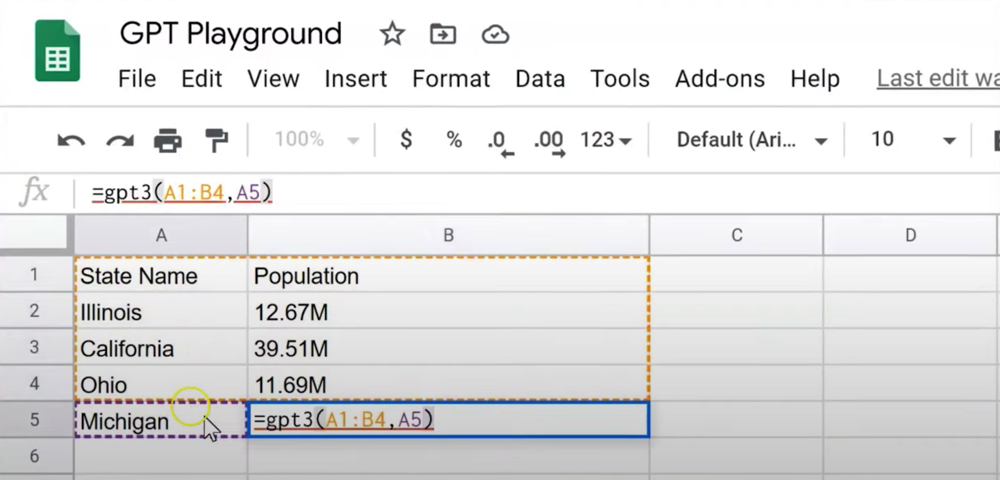 GPT Playground
File Edit View Insert Format Data Tools Add-ons Help Last edit
100% $ % .0 .00 123 Default (Ari... 10
fx =gpt3(A1:B4,A5)
A B C D
1 State Name Population
2 Illinois 12.67M
3 California 39.51M
4 Ohio 11.69M
5 Michigan =gpt3(A1:B4,A5)
6